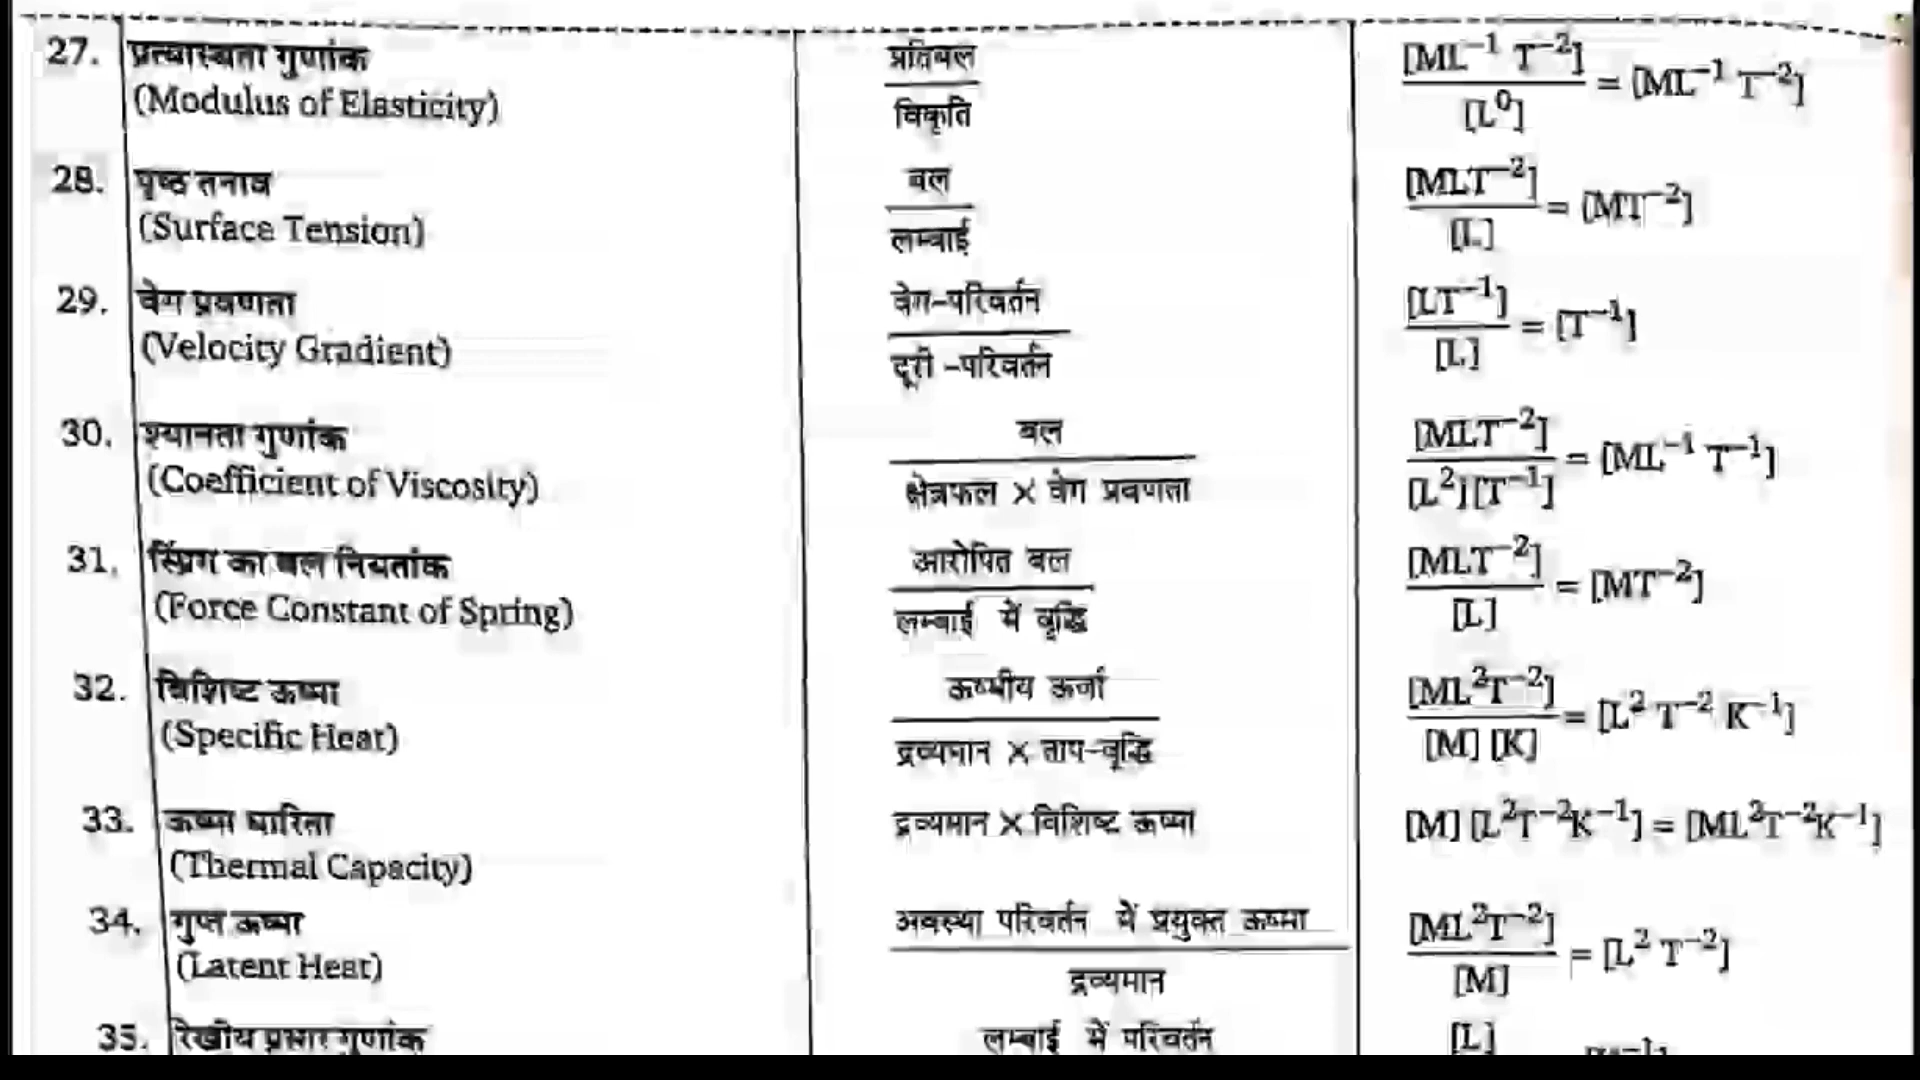 27. प्रत्यास्थता गुणांक
(Modulus of Elasticity)
प्रतिबल
विकृति
[ML⁻¹ T⁻²]
[L⁰]
= [ML⁻¹ T⁻²]
28. पृष्ठ तनाव
(Surface Tension)
बल
लम्बाई
[MLT⁻²]
[L]
= [MT⁻²]
29. वेग प्रवणता
(Velocity Gradient)
वेग-परिवर्तन
दूरी -परिवर्तन
[LT⁻¹]
[L]
= [T⁻¹]
30. श्यानता गुणांक
(Coefficient of Viscosity)
बल
क्षेत्रफल × वेग प्रवणता
[MLT⁻²]
[L²][T⁻¹]
= [ML⁻¹ T⁻¹]
31. स्प्रिंग का बल नियतांक
(Force Constant of Spring)
आरोपित बल
लम्बाई में वृद्धि
[MLT⁻²]
[L]
= [MT⁻²]
32. विशिष्ट ऊष्मा
(Specific Heat)
ऊष्मीय ऊर्जा
द्रव्यमान × ताप-वृद्धि
[ML²T⁻²]
[M] [K]
= [L² T⁻² K⁻¹]
33. ऊष्मा धारिता
(Thermal Capacity)
द्रव्यमान × विशिष्ट ऊष्मा
[M] [L²T⁻²K⁻¹] = [ML²T⁻²K⁻¹]
34. गुप्त ऊष्मा
(Latent Heat)
अवस्था परिवर्तन में प्रयुक्त ऊष्मा
द्रव्यमान
[ML²T⁻²]
[M]
= [L² T⁻²]
35. रेखीय प्रसार गुणांक
लम्बाई में परिवर्तन
[L]